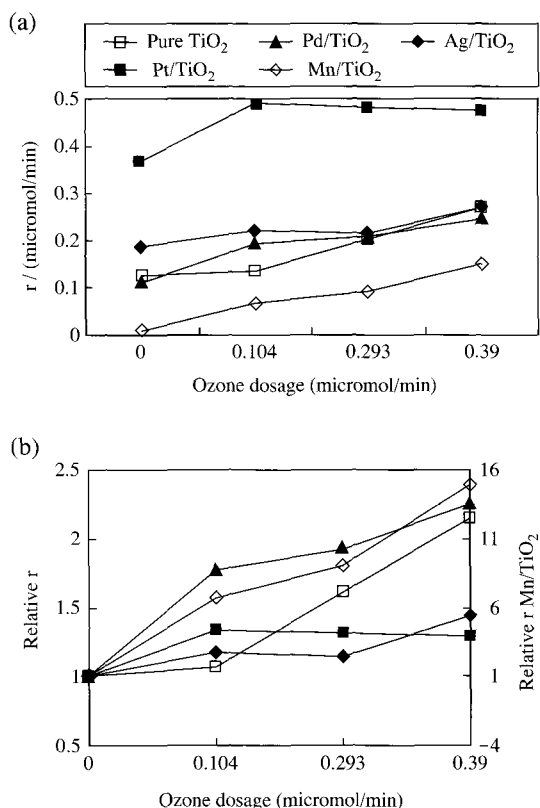 (a)
Pure TiO₂ Pd/TiO₂ Ag/TiO₂
Pt/TiO₂ Mn/TiO₂
0.5
0.4
0.3
0.2
0.1
0
r / (micromol/min)
0 0.104 0.293 0.39
Ozone dosage (micromol/min)
(b)
2.5
2
1.5
1
0.5
Relative r
16
11
6
1
−4
Relative r Mn/TiO₂
0 0.104 0.293 0.39
Ozone dosage (micromol/min)